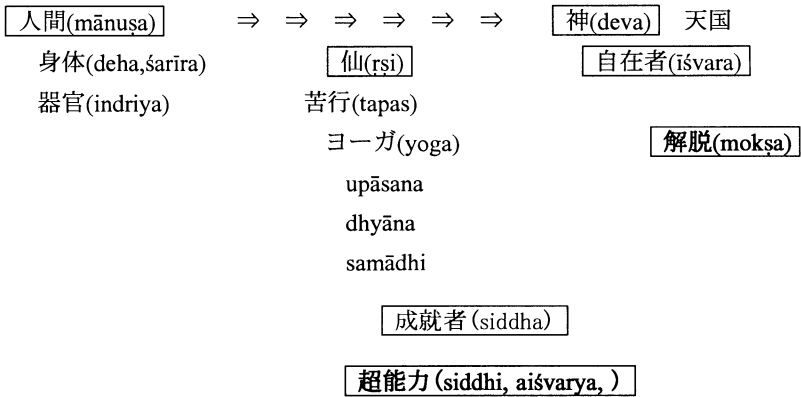 人間(mānuṣa) ⇒ ⇒ ⇒ ⇒ ⇒ ⇒ 神(deva) 天国
身体(deha,śarīra) 仙(ṛṣi) 自在者(īśvara)
器官(indriya) 苦行(tapas)
ヨーガ(yoga) 解脱(mokṣa)
upāsana
dhyāna
samādhi
成就者(siddha)
超能力(siddhi, aiśvarya, )